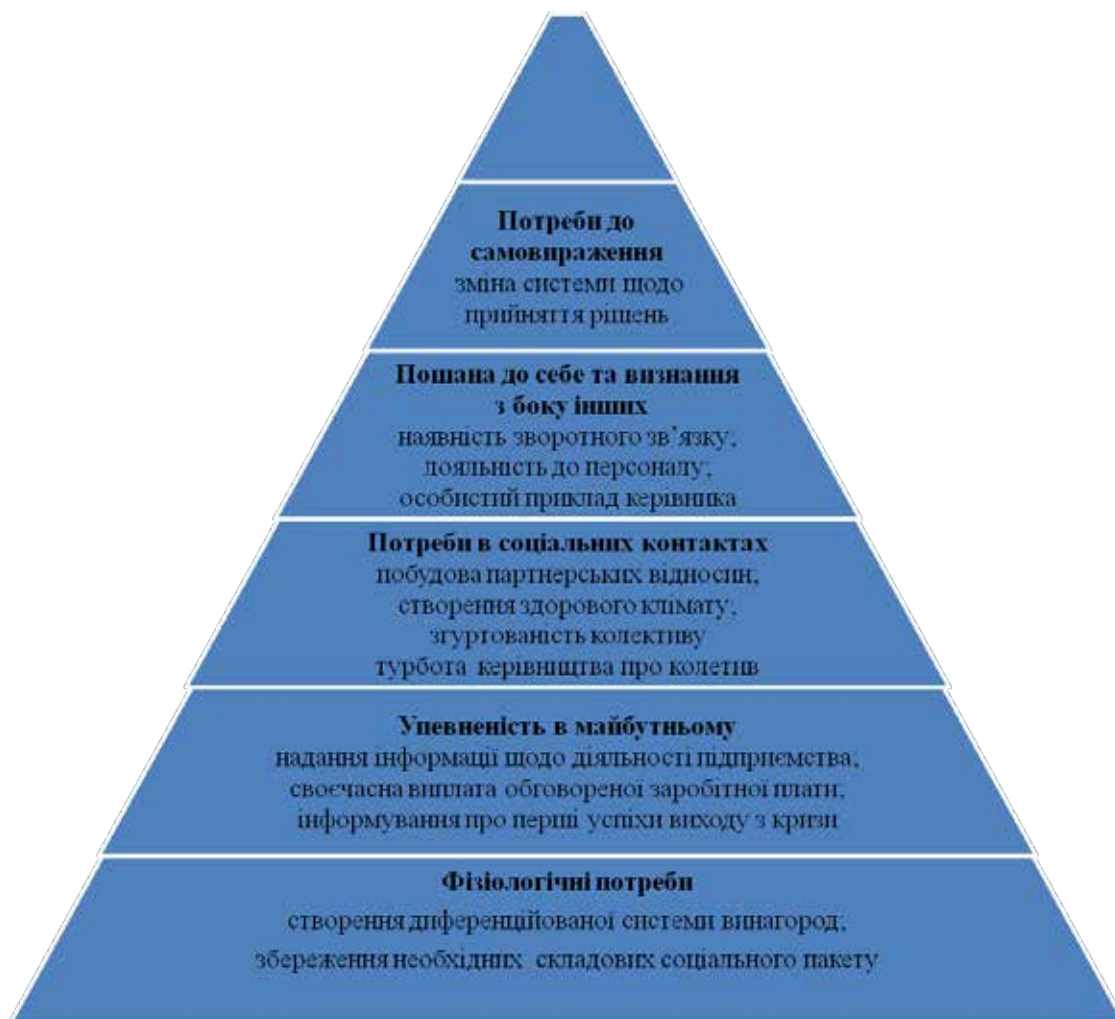 Потреби до
самовираження
зміна системи щодо
прийняття рішень
Пошана до себе та визнання
з боку інших
наявність зворотного зв’язку;
лояльність до персоналу;
особистий приклад керівника
Потреби в соціальних контактах
побудова партнерських відносин;
створення здорового клімату;
згуртованість колективу
турбота керівництва про колетив
Упевненість в майбутньому
надання інформації щодо діяльності підприємства;
своєчасна виплата обговореної заробітної плати;
інформування про перші успіхи виходу з кризи
Фізіологічні потреби
створення диференційованої системи винагород;
збереження необхідних складових соціального пакету